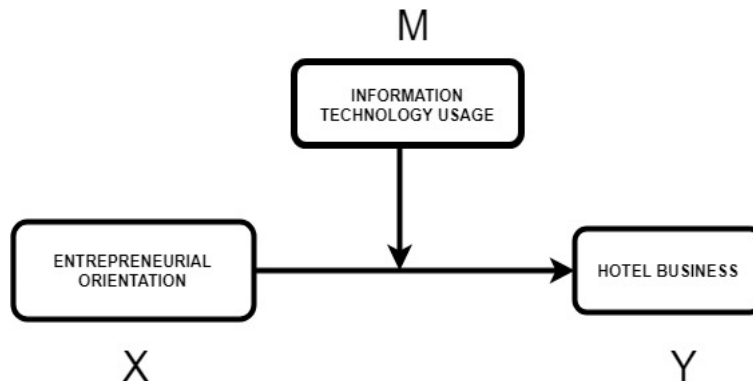 M
INFORMATION
TECHNOLOGY USAGE
ENTREPRENEURIAL
ORIENTATION
HOTEL BUSINESS
X
Y